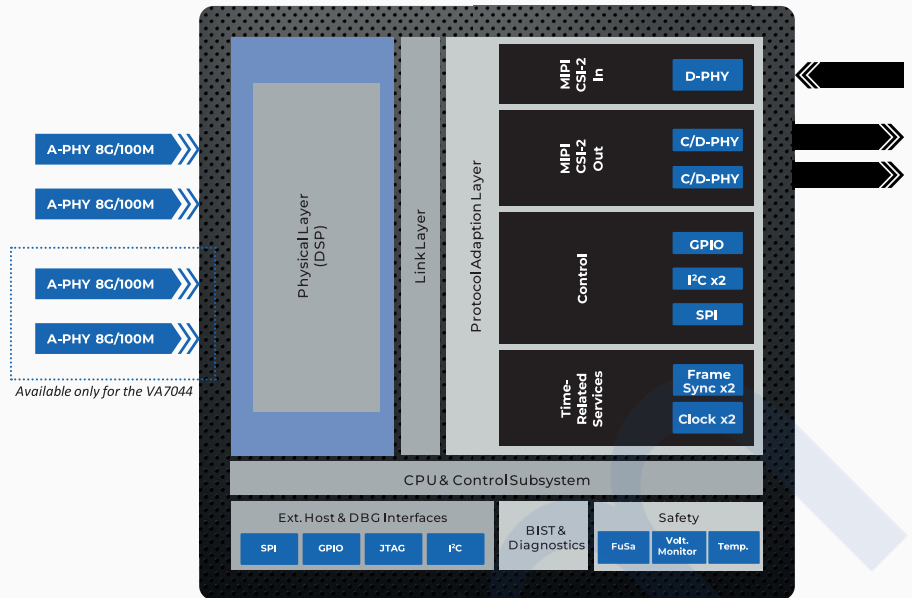 A-PHY 8G/100M
A-PHY 8G/100M
A-PHY 8G/100M
A-PHY 8G/100M
Available only for the VA7044
Physical Layer
(DSP)
Link Layer
Protocol Adaption Layer
MIPI
CSI-2
In
D-PHY
MIPI
CSI-2
Out
C/D-PHY
C/D-PHY
Control
GPIO
I²C x2
SPI
Time-
Related
Services
Frame
Sync x2
Clock x2
CPU & Control Subsystem
Ext. Host & DBG Interfaces
SPI
GPIO
JTAG
I²C
BIST &
Diagnostics
Safety
FuSa
Volt.
Monitor
Temp.